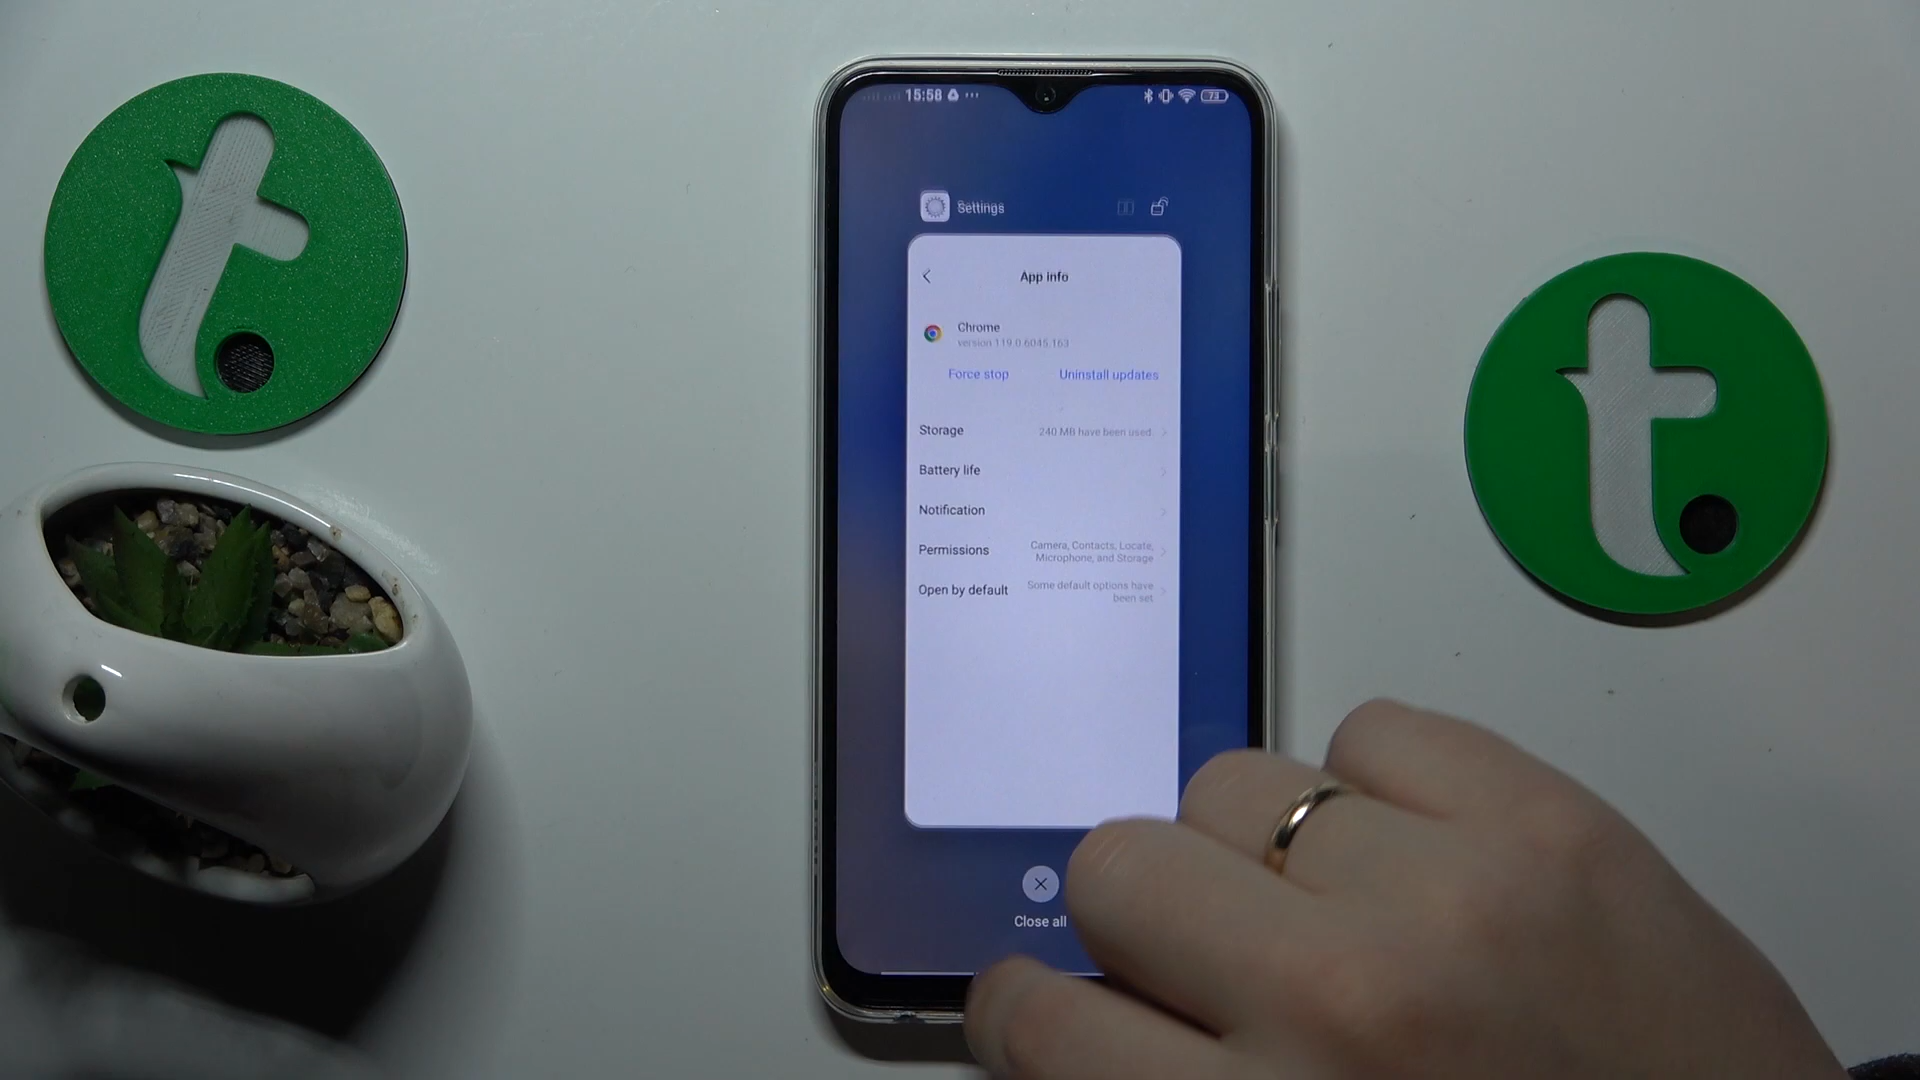 15:58
73
Settings
App info
Chrome
version 119.0.6045.163
Force stop
Uninstall updates
Storage
240 MB have been used
Battery life
Notification
Permissions
Camera, Contacts, Locate,
Microphone, and Storage
Open by default
Some default options have
been set
Close all
t
t